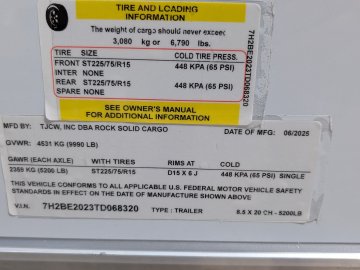 TIRE AND LOADING
INFORMATION
The weight of cargo should never exceed
3,080 kg or 6,790 lbs.
TIRE SIZE COLD TIRE PRESS.
FRONT ST225/75/R15 448 KPA (65 PSI)
INTER NONE
REAR ST225/75/R15 448 KPA (65 PSI)
SPARE NONE
SEE OWNER'S MANUAL
FOR ADDITIONAL INFORMATION
7H2BE2023TD068320
MFG BY: TJCW, INC DBA ROCK SOLID CARGO DATE OF MFG: 06/2025
GVWR: 4531 KG (9990 LB)
GAWR (EACH AXLE) WITH TIRES RIMS AT COLD
2359 KG (5200 LB) ST225/75/R15 D15 X 6 J 448 KPA (65 PSI) SINGLE
THIS VEHICLE CONFORMS TO ALL APPLICABLE U.S. FEDERAL MOTOR VEHICLE SAFETY
STANDARDS IN EFFECT ON THE DATE OF MANUFACTURE SHOWN ABOVE
V.I.N. 7H2BE2023TD068320 TYPE: TRAILER 8.5 X 20 CH - 5200LB